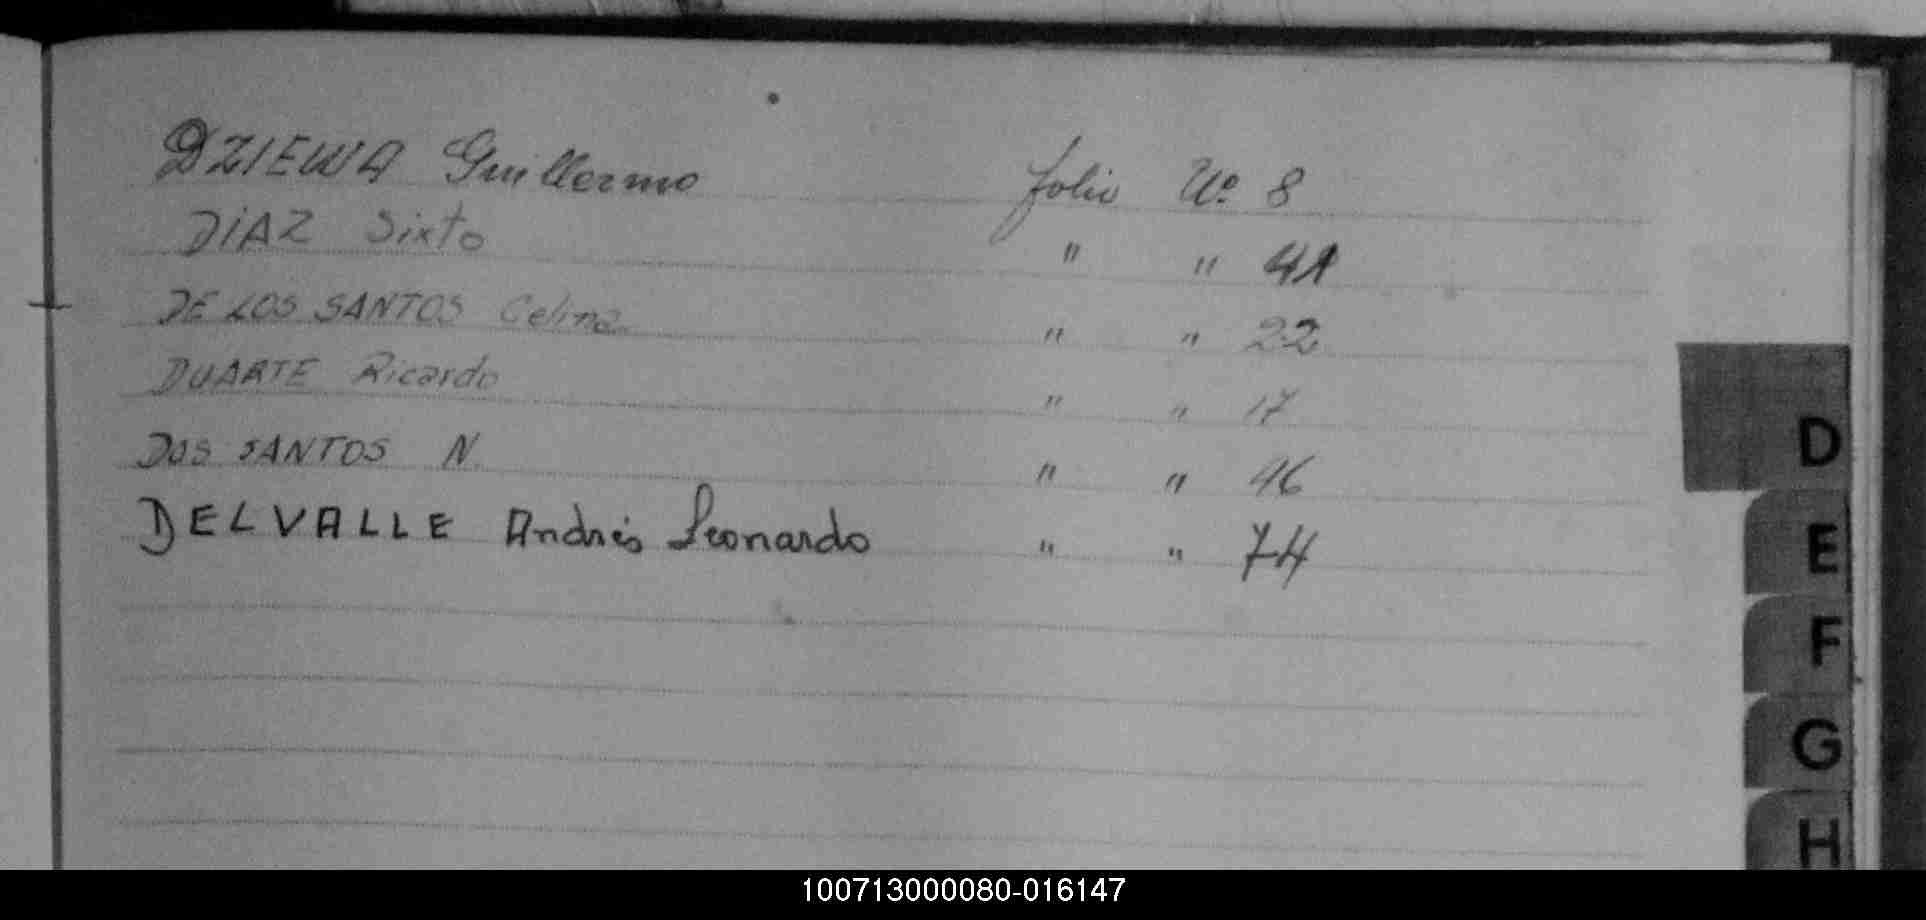 DZIEWA Guillermo folio Nº 8
DIAZ Sixto " " 41
DE LOS SANTOS Celina " " 22
DUARTE Ricardo " " 17
DOS SANTOS N. " " 46
DELVALLE Andrés Leonardo " " 74
D
E
F
G
H
100713000080-016147